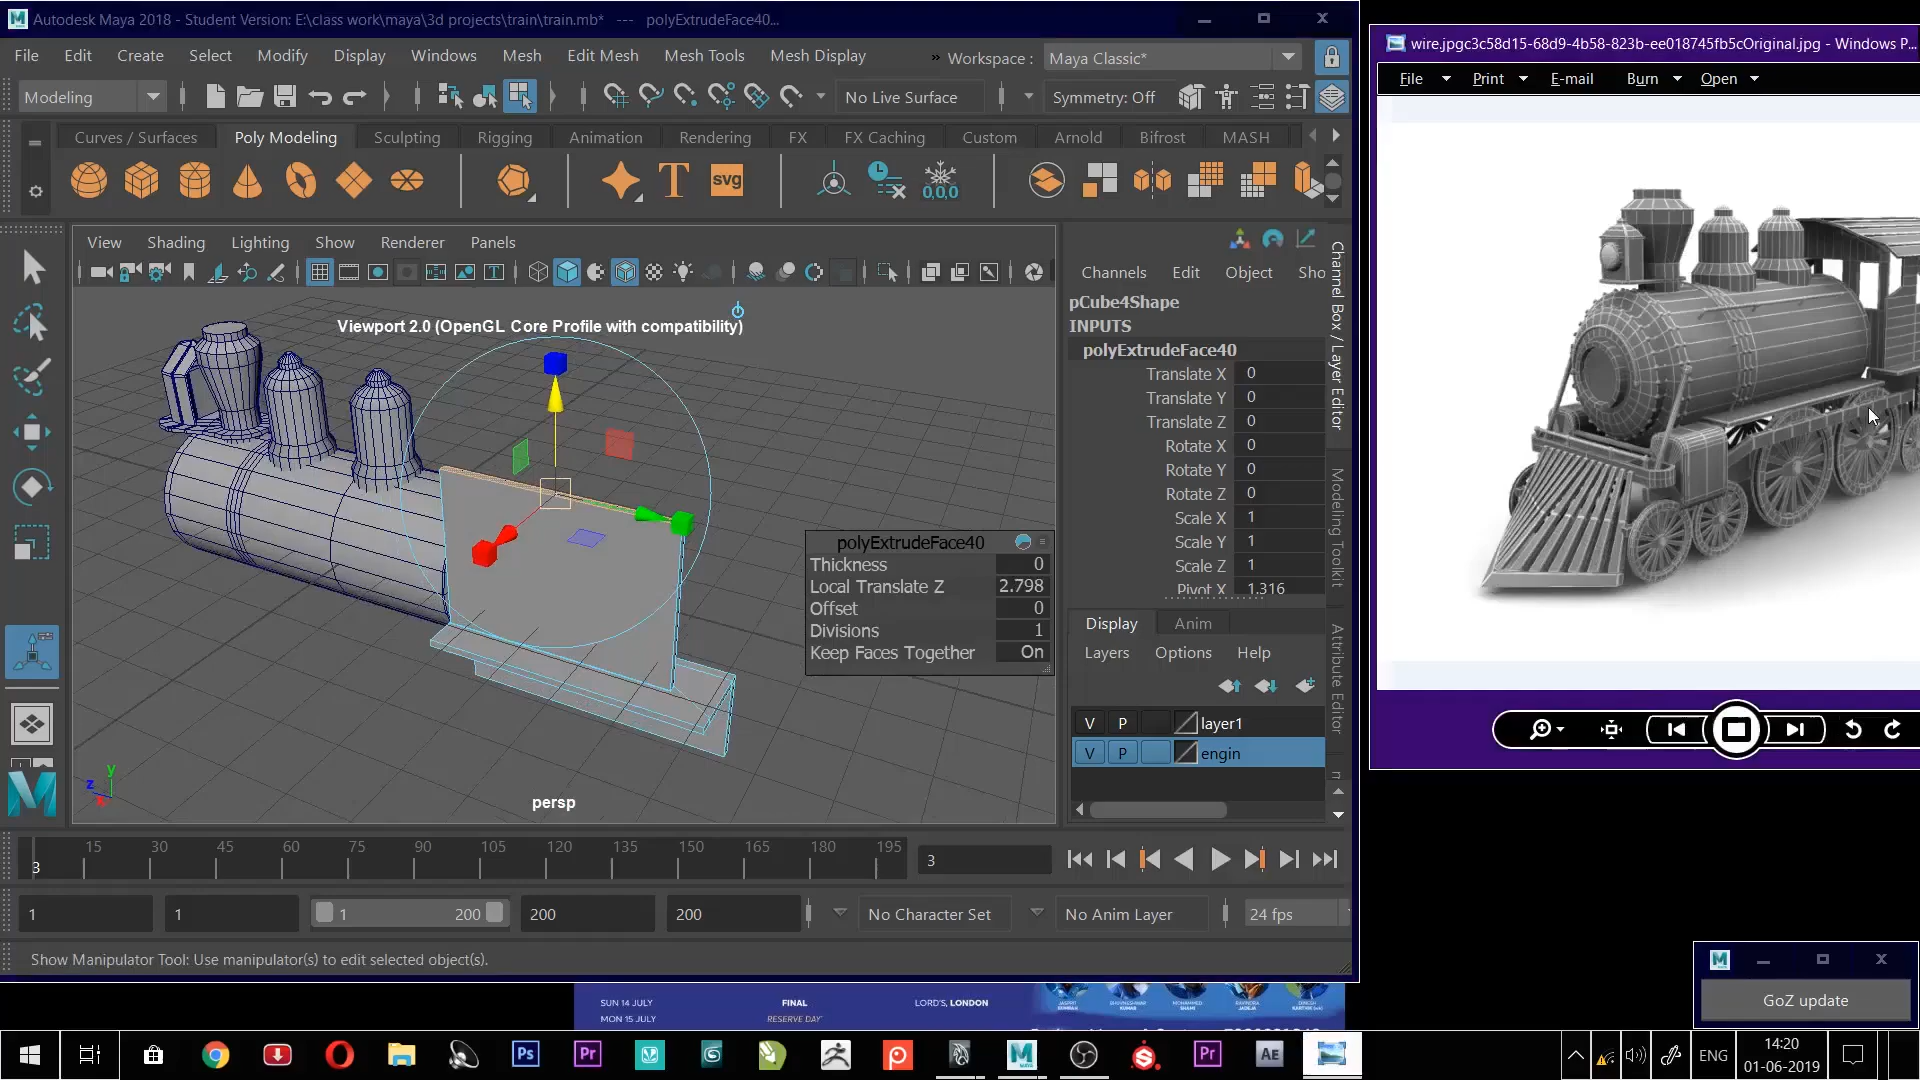 Autodesk Maya 2018 - Student Version: E:\class work\maya\3d projects\train\train.mb* --- polyExtrudeFace40...
File Edit Create Select Modify Display Windows Mesh Edit Mesh Mesh Tools Mesh Display » Workspace : Maya Classic*
Modeling No Live Surface Symmetry: Off
Curves / Surfaces Poly Modeling Sculpting Rigging Animation Rendering FX FX Caching Custom Arnold Bifrost MASH
T svg 0,0,0
View Shading Lighting Show Renderer Panels
Viewport 2.0 (OpenGL Core Profile with compatibility)
polyExtrudeFace40
Thickness 0
Local Translate Z 2.798
Offset 0
Divisions 1
Keep Faces Together On
y
z
x
persp
Channels Edit Object Sho
pCube4Shape
INPUTS
polyExtrudeFace40
Translate X 0
Translate Y 0
Translate Z 0
Rotate X 0
Rotate Y 0
Rotate Z 0
Scale X 1
Scale Y 1
Scale Z 1
Pivot X 1.316
Display Anim
Layers Options Help
V P layer1
V P engin
Channel Box / Layer Editor
Modeling Toolkit
Attribute Editor
3 15 30 45 60 75 90 105 120 135 150 165 180 195 3
1 1 1 200 200 200 No Character Set No Anim Layer 24 fps
Show Manipulator Tool: Use manipulator(s) to edit selected object(s).
wire.jpgc3c58d15-68d9-4b58-823b-ee018745fb5cOriginal.jpg - Windows P...
File Print E-mail Burn Open
GoZ update
SUN 14 JULY FINAL LORD'S, LONDON
MON 15 JULY RESERVE DAY
Ps Pr Pr Ae
ENG
14:20
01-06-2019